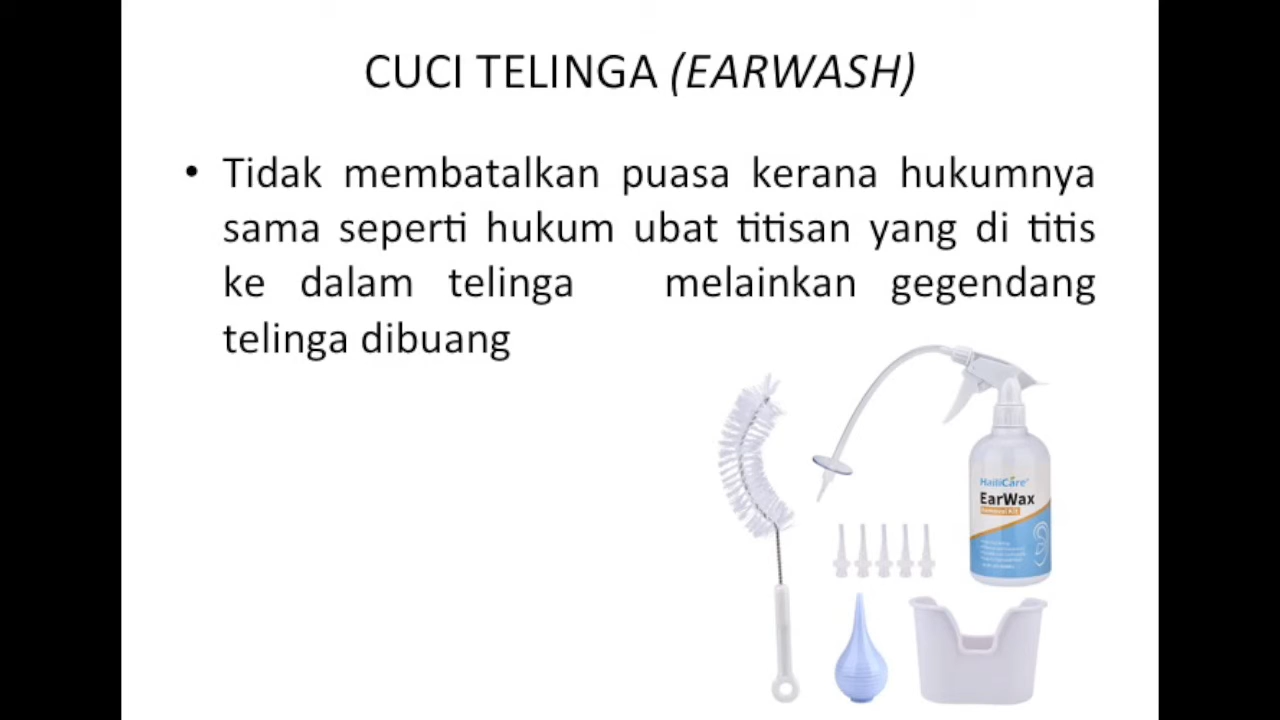 CUCI TELINGA (EARWASH)
• Tidak membatalkan puasa kerana hukumnya
sama seperti hukum ubat titisan yang di titis
ke dalam telinga melainkan gegendang
telinga dibuang
HailiCare
EarWax